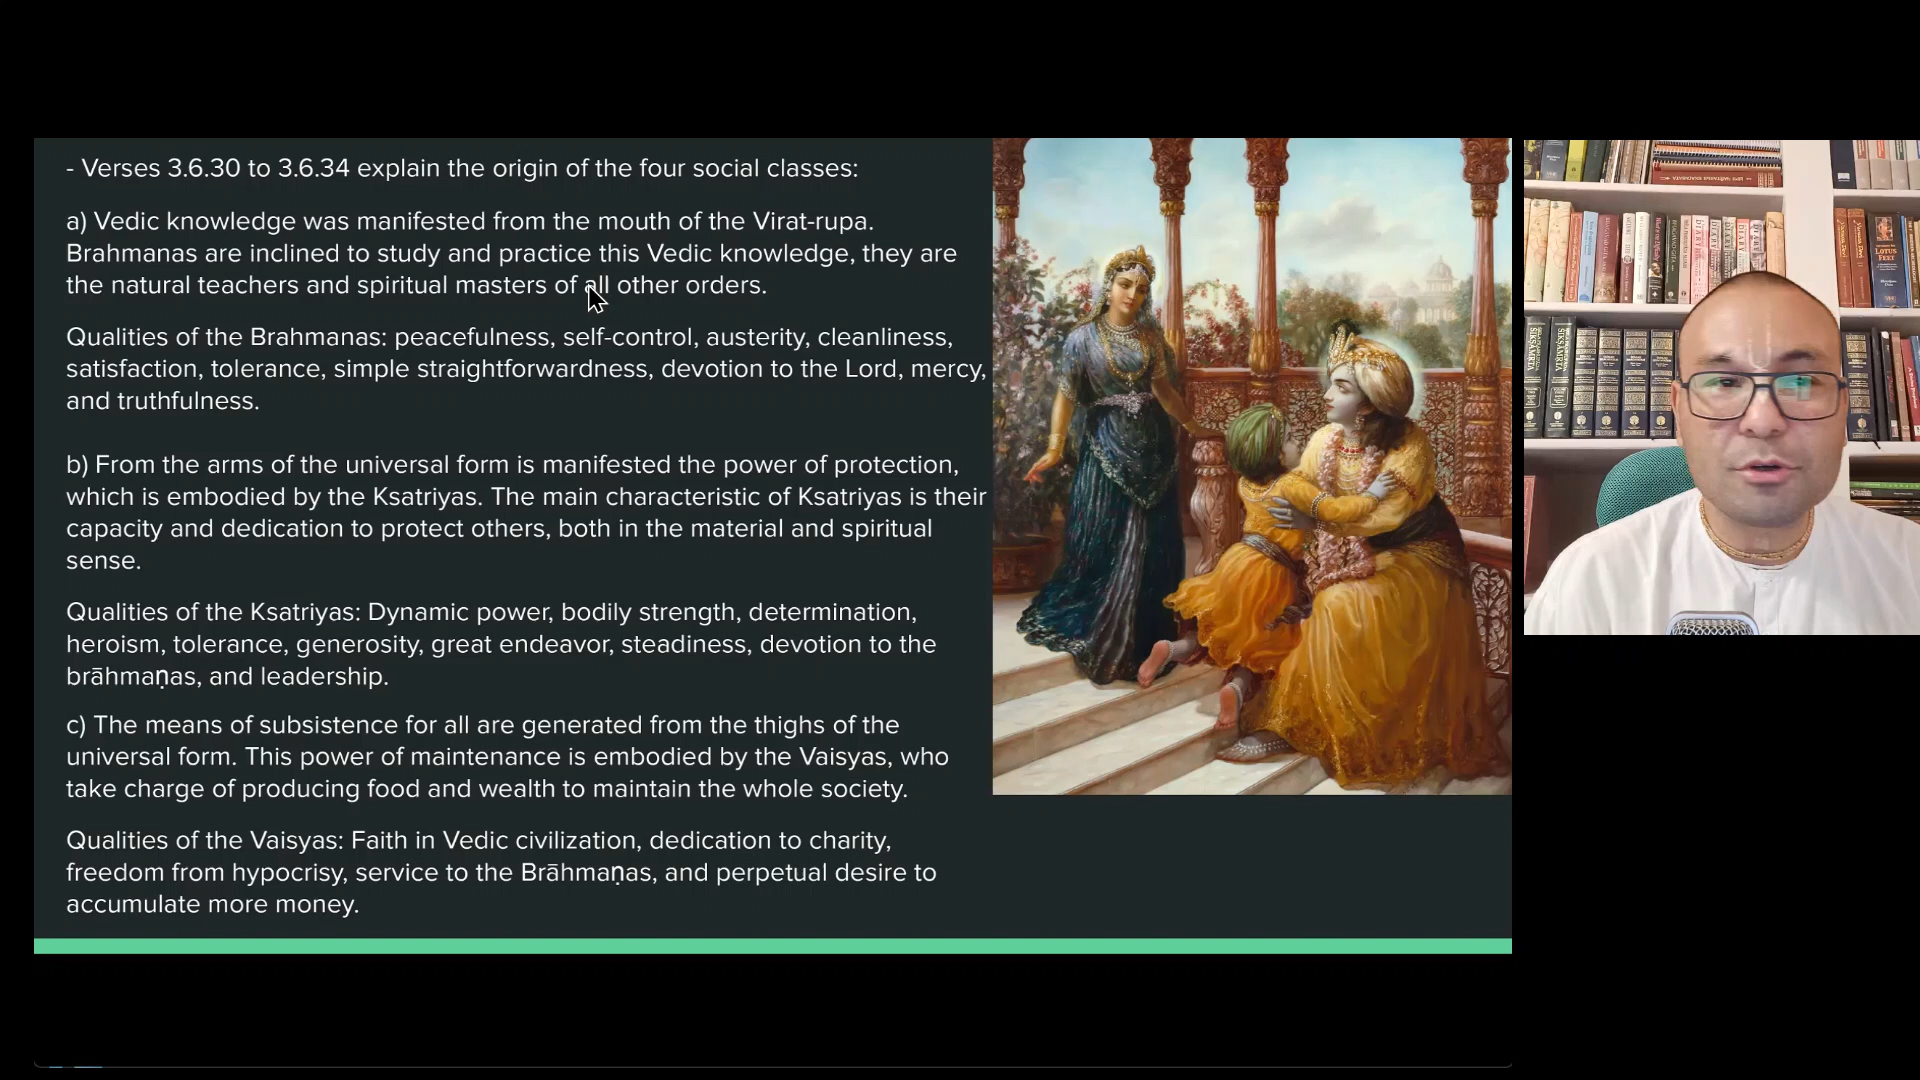 - Verses 3.6.30 to 3.6.34 explain the origin of the four social classes:
a) Vedic knowledge was manifested from the mouth of the Virat-rupa.
Brahmanas are inclined to study and practice this Vedic knowledge, they are
the natural teachers and spiritual masters of all other orders.
Qualities of the Brahmanas: peacefulness, self-control, austerity, cleanliness,
satisfaction, tolerance, simple straightforwardness, devotion to the Lord, mercy,
and truthfulness.
b) From the arms of the universal form is manifested the power of protection,
which is embodied by the Ksatriyas. The main characteristic of Ksatriyas is their
capacity and dedication to protect others, both in the material and spiritual
sense.
Qualities of the Ksatriyas: Dynamic power, bodily strength, determination,
heroism, tolerance, generosity, great endeavor, steadiness, devotion to the
brāhmaṇas, and leadership.
c) The means of subsistence for all are generated from the thighs of the
universal form. This power of maintenance is embodied by the Vaisyas, who
take charge of producing food and wealth to maintain the whole society.
Qualities of the Vaisyas: Faith in Vedic civilization, dedication to charity,
freedom from hypocrisy, service to the Brāhmaṇas, and perpetual desire to
accumulate more money.
LOTUS
FEET